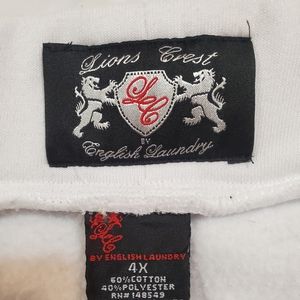 Lions Crest
LC
BY
English Laundry
LC
BY ENGLISH LAUNDRY
4X
60%COTTON
40%POLYESTER
RN# 148549